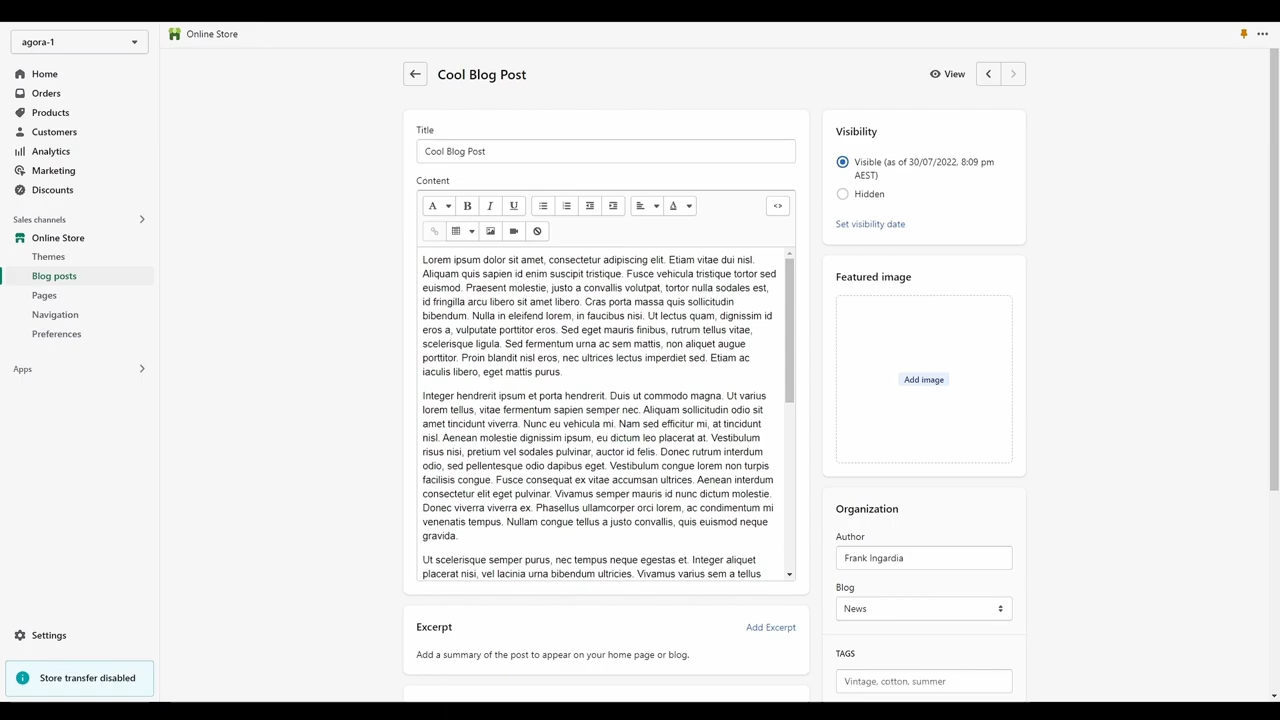 agora-1
Online Store
Home
Orders
Products
Customers
Analytics
Marketing
Discounts
Sales channels
Online Store
Themes
Blog posts
Pages
Navigation
Preferences
Apps
Settings
Store transfer disabled
Cool Blog Post
View
Title
Cool Blog Post
Content
A
B
I
U
A
<>
Lorem ipsum dolor sit amet, consectetur adipiscing elit. Etiam vitae dui nisl.
Aliquam quis sapien id enim suscipit tristique. Fusce vehicula tristique tortor sed
euismod. Praesent molestie, justo a convallis volutpat, tortor nulla sodales est,
id fringilla arcu libero sit amet libero. Cras porta massa quis sollicitudin
bibendum. Nulla in eleifend lorem, in faucibus nisi. Ut lectus quam, dignissim id
eros a, vulputate porttitor eros. Sed eget mauris finibus, rutrum tellus vitae,
scelerisque ligula. Sed fermentum urna ac sem mattis, non aliquet augue
porttitor. Proin blandit nisl eros, nec ultrices lectus imperdiet sed. Etiam ac
iaculis libero, eget mattis purus.
Integer hendrerit ipsum et porta hendrerit. Duis ut commodo magna. Ut varius
lorem tellus, vitae fermentum sapien semper nec. Aliquam sollicitudin odio sit
amet tincidunt viverra. Nunc eu vehicula mi. Nam sed efficitur mi, at tincidunt
nisl. Aenean molestie dignissim ipsum, eu dictum leo placerat at. Vestibulum
risus nisi, pretium vel sodales pulvinar, auctor id felis. Donec rutrum interdum
odio, sed pellentesque odio dapibus eget. Vestibulum congue lorem non turpis
facilisis congue. Fusce consequat ex vitae accumsan ultrices. Aenean interdum
consectetur elit eget pulvinar. Vivamus semper mauris id nunc dictum molestie.
Donec viverra viverra ex. Phasellus ullamcorper orci lorem, ac condimentum mi
venenatis tempus. Nullam congue tellus a justo convallis, quis euismod neque
gravida.
Ut scelerisque semper purus, nec tempus neque egestas et. Integer aliquet
placerat nisi, vel lacinia urna bibendum ultricies. Vivamus varius sem a tellus
Excerpt
Add Excerpt
Add a summary of the post to appear on your home page or blog.
Visibility
Visible (as of 30/07/2022, 8:09 pm
AEST)
Hidden
Set visibility date
Featured image
Add image
Organization
Author
Frank Ingardia
Blog
News
TAGS
Vintage, cotton, summer